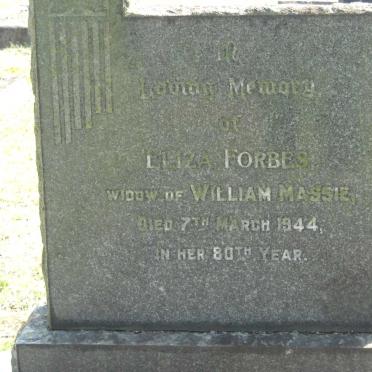 In
Loving Memory
of
ELIZA FORBES
WIDOW OF WILLIAM MASSIE,
DIED 7TH MARCH 1944,
IN HER 80TH YEAR.